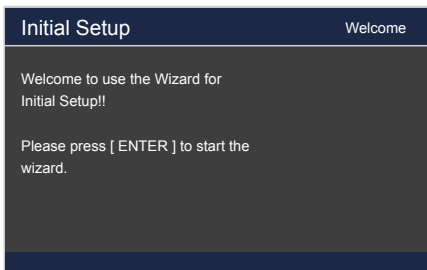 Initial Setup
Welcome
Welcome to use the Wizard for
Initial Setup!!
Please press [ ENTER ] to start the
wizard.